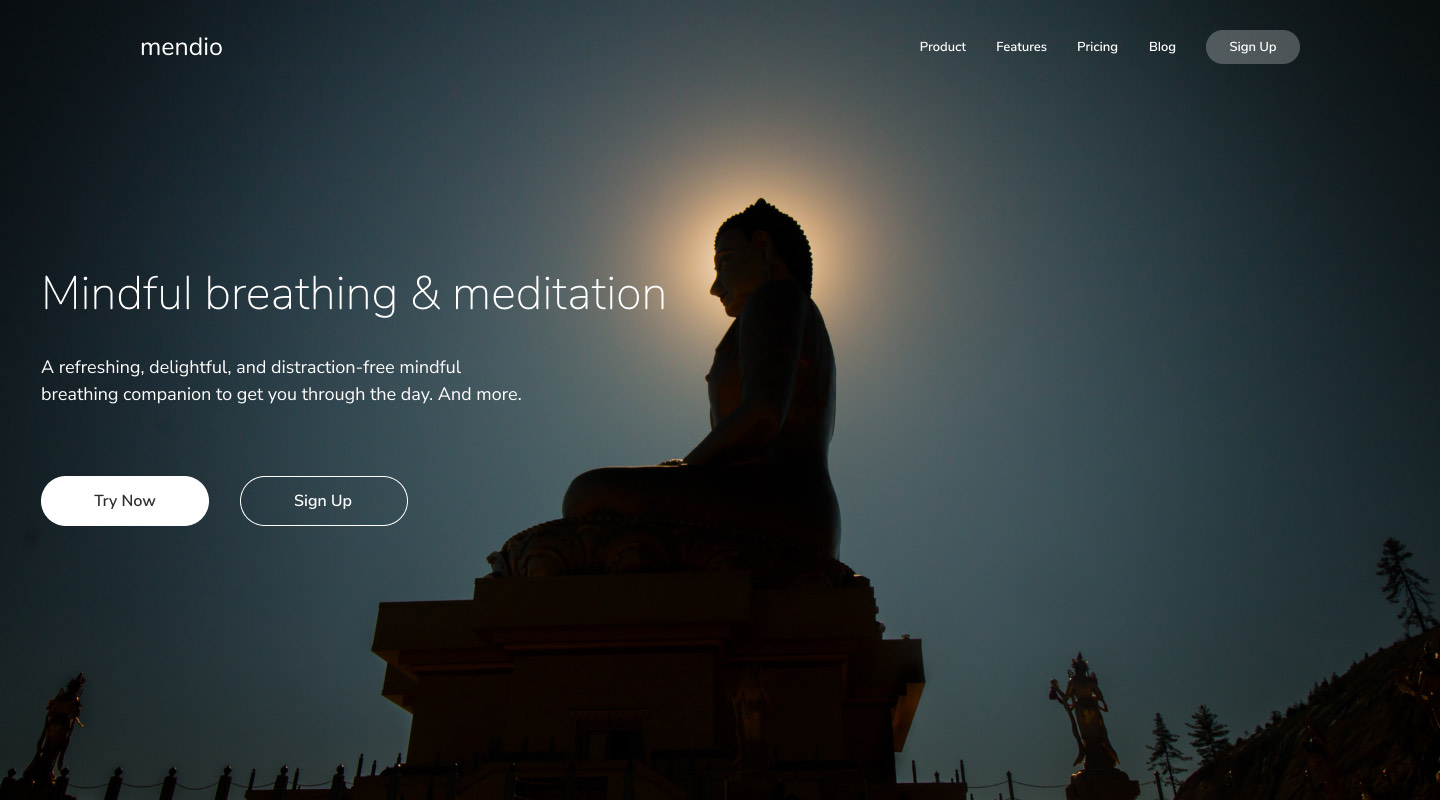 mendio
Product
Features
Pricing
Blog
Sign Up
Mindful breathing & meditation
A refreshing, delightful, and distraction-free mindful
breathing companion to get you through the day. And more.
Try Now
Sign Up